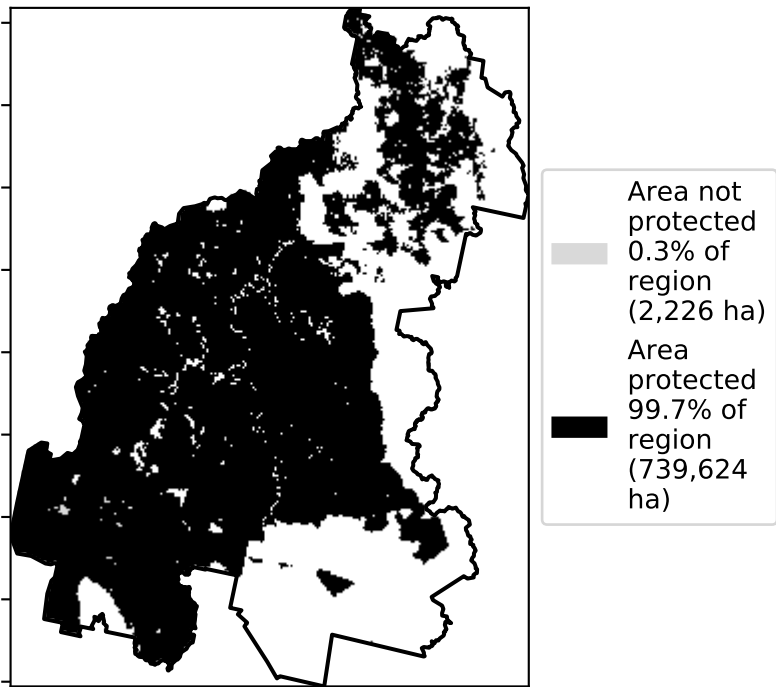 Area not
protected
0.3% of
region
(2,226 ha)
Area
protected
99.7% of
region
(739,624
ha)